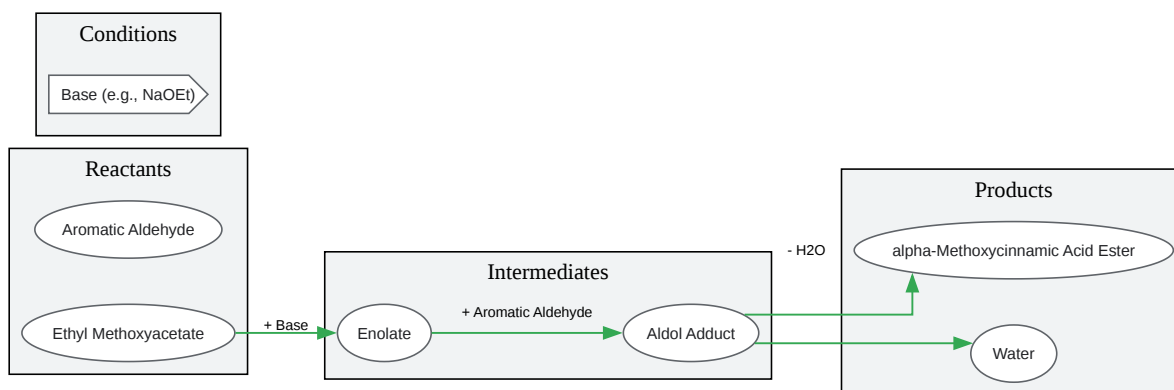 Conditions
Base (e.g., NaOEt)
Reactants
Aromatic Aldehyde
Ethyl Methoxyacetate
+ Base
Intermediates
Enolate
+ Aromatic Aldehyde
Aldol Adduct
- H2O
Products
alpha-Methoxycinnamic Acid Ester
Water